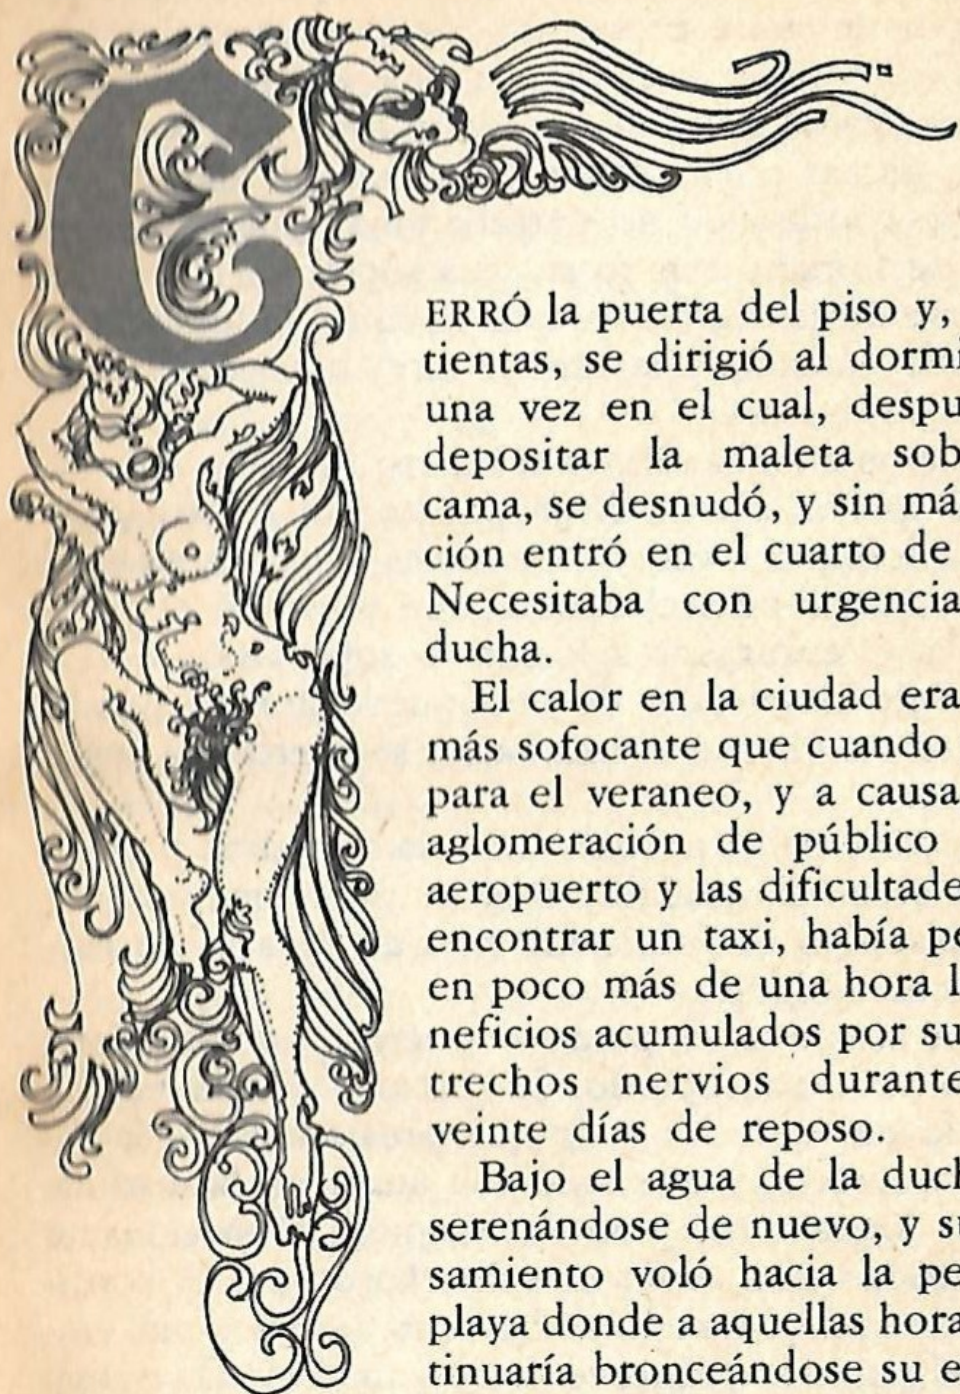 CERRÓ la puerta del piso y,
tientas, se dirigió al dormi
una vez en el cual, despu
depositar la maleta sob
cama, se desnudó, y sin má
ción entró en el cuarto de
Necesitaba con urgencia
ducha.
El calor en la ciudad era
más sofocante que cuando
para el veraneo, y a causa
aglomeración de público
aeropuerto y las dificultade
encontrar un taxi, había pe
en poco más de una hora l
neficios acumulados por su
trechos nervios durante
veinte días de reposo.
Bajo el agua de la duch
serenándose de nuevo, y su
samiento voló hacia la pe
playa donde a aquellas hora
tinuaría bronceándose su e